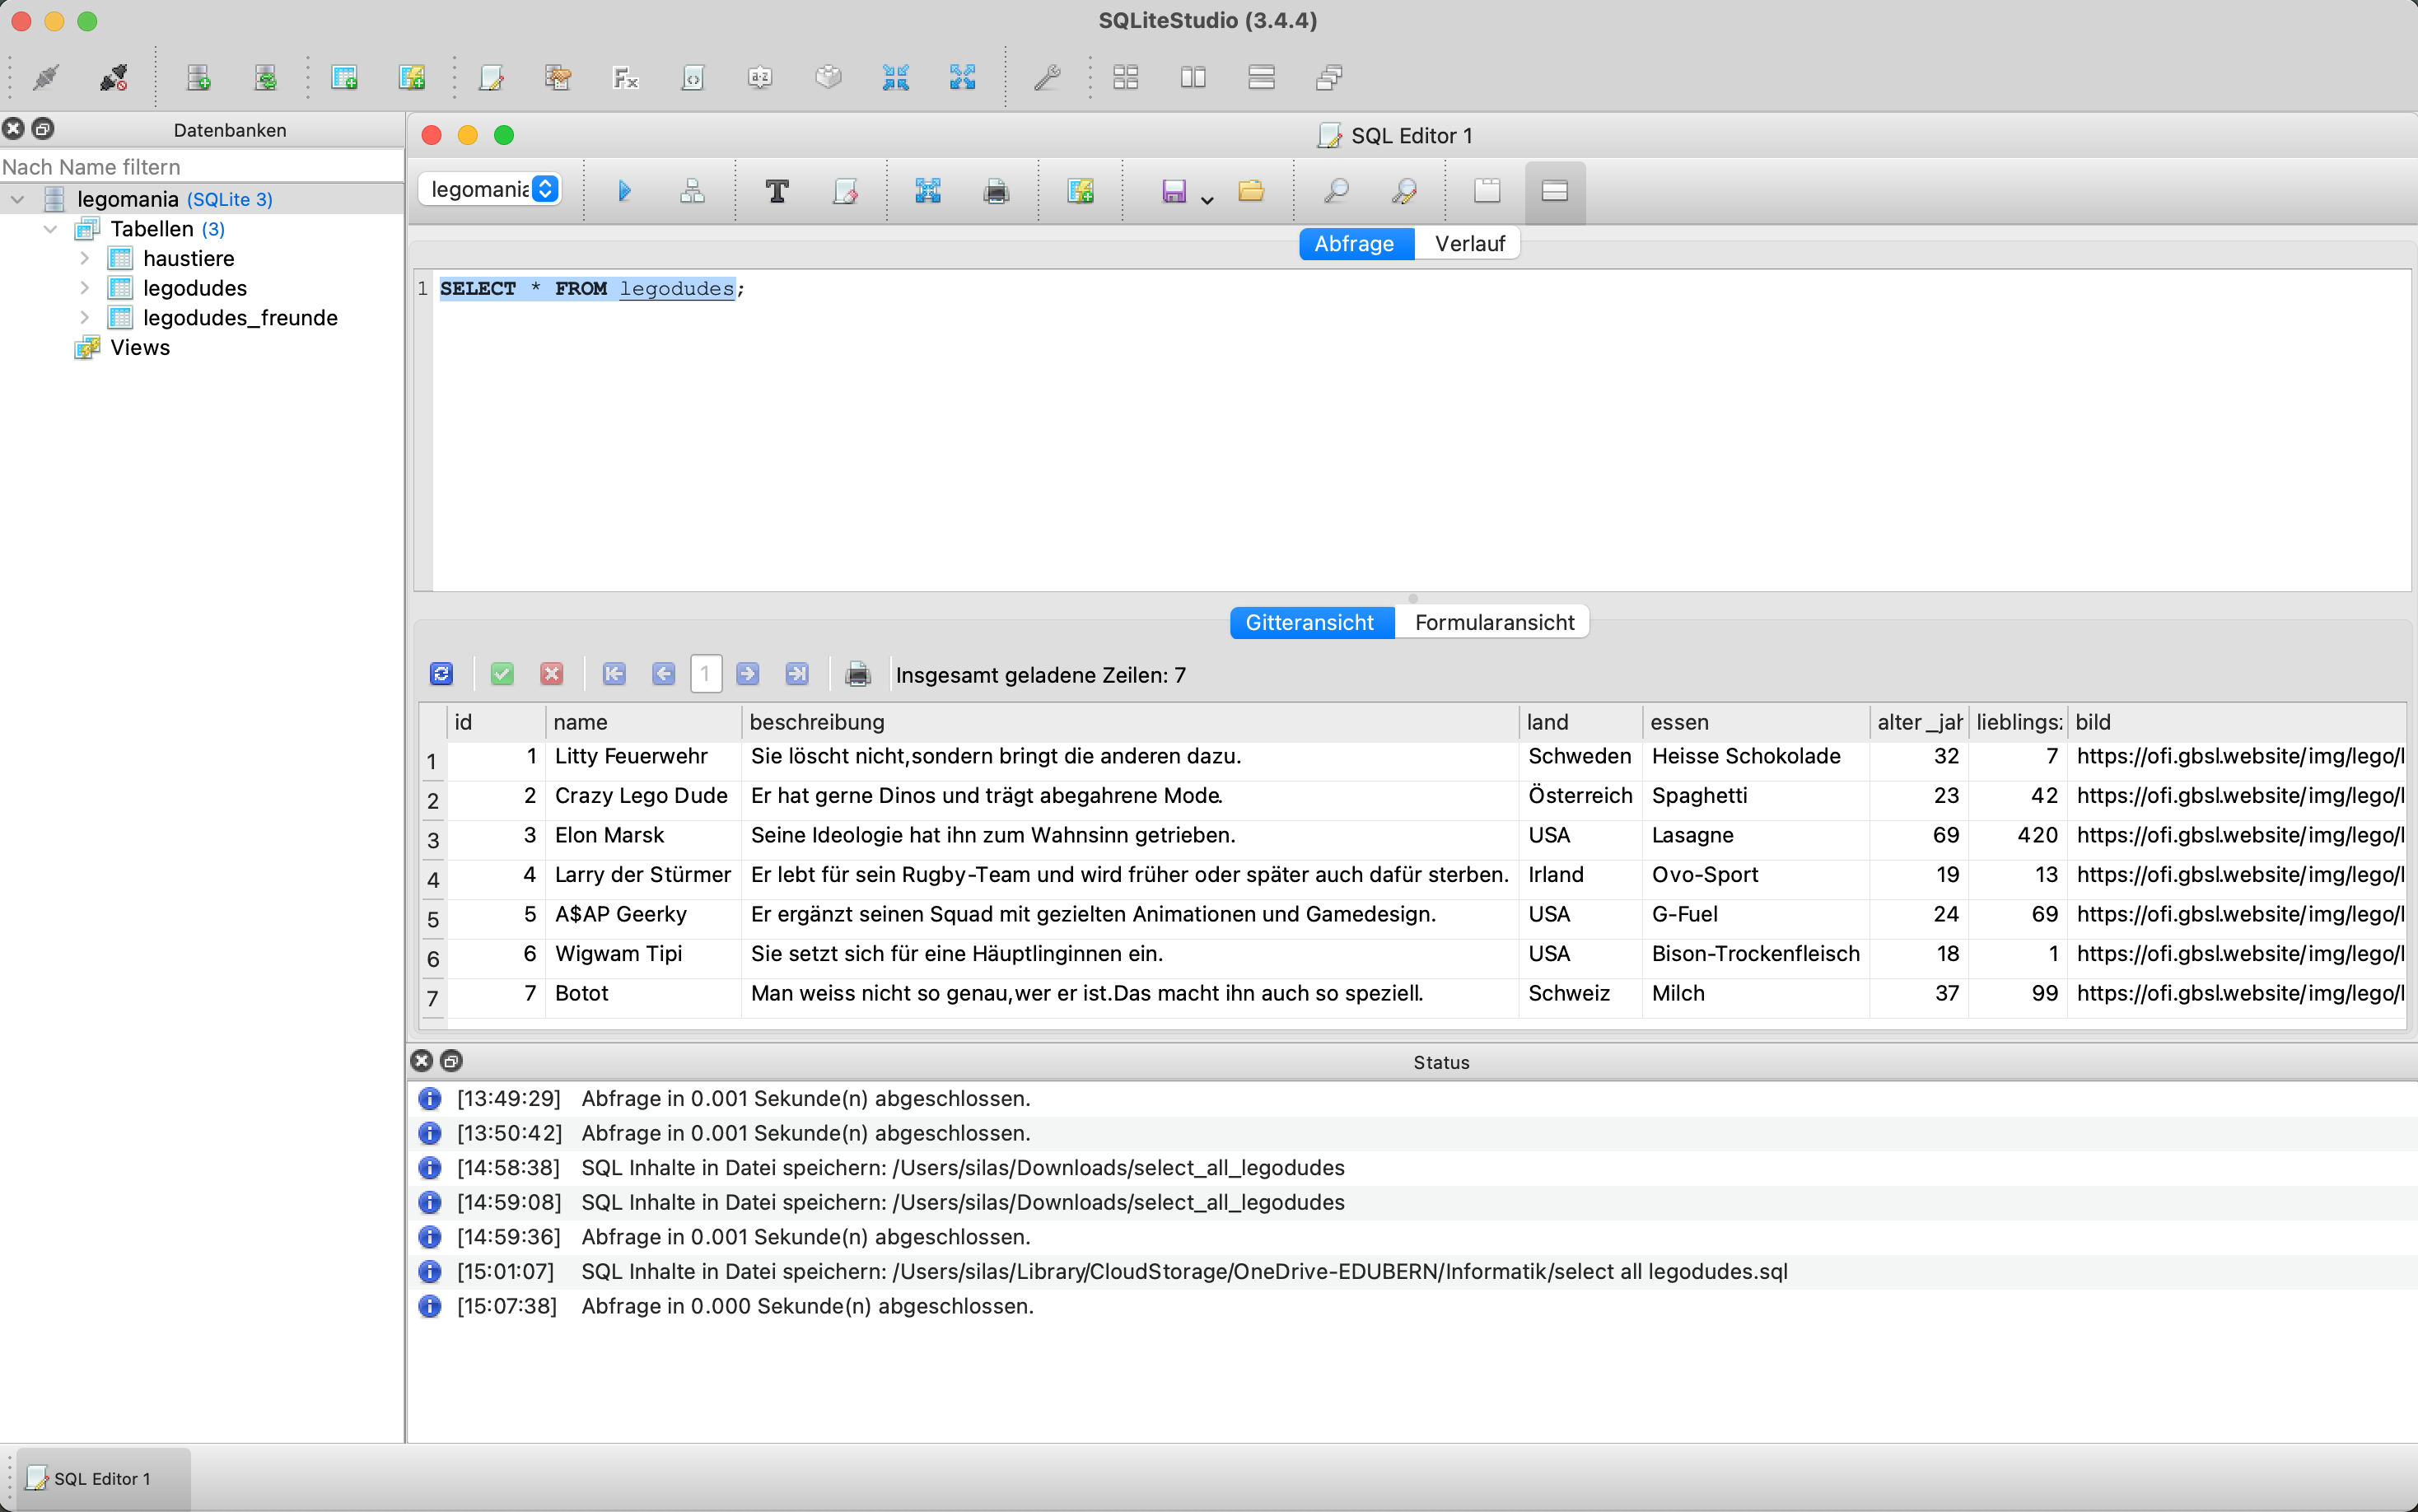 SQLiteStudio (3.4.4)
Datenbanken
Nach Name filtern
legomania (SQLite 3)
Tabellen (3)
haustiere
legodudes
legodudes_freunde
Views
SQL Editor 1
legomania
Abfrage Verlauf
1 SELECT * FROM legodudes;
Gitteransicht Formularansicht
1 Insgesamt geladene Zeilen: 7
id name beschreibung land essen alter_jah lieblingsz bild
1 1 Litty Feuerwehr Sie löscht nicht,sondern bringt die anderen dazu. Schweden Heisse Schokolade 32 7 https://ofi.gbsl.website/img/lego/l
2 2 Crazy Lego Dude Er hat gerne Dinos und trägt abegahrene Mode. Österreich Spaghetti 23 42 https://ofi.gbsl.website/img/lego/l
3 3 Elon Marsk Seine Ideologie hat ihn zum Wahnsinn getrieben. USA Lasagne 69 420 https://ofi.gbsl.website/img/lego/l
4 4 Larry der Stürmer Er lebt für sein Rugby-Team und wird früher oder später auch dafür sterben. Irland Ovo-Sport 19 13 https://ofi.gbsl.website/img/lego/l
5 5 A$AP Geerky Er ergänzt seinen Squad mit gezielten Animationen und Gamedesign. USA G-Fuel 24 69 https://ofi.gbsl.website/img/lego/l
6 6 Wigwam Tipi Sie setzt sich für eine Häuptlinginnen ein. USA Bison-Trockenfleisch 18 1 https://ofi.gbsl.website/img/lego/l
7 7 Botot Man weiss nicht so genau,wer er ist.Das macht ihn auch so speziell. Schweiz Milch 37 99 https://ofi.gbsl.website/img/lego/l
Status
[13:49:29] Abfrage in 0.001 Sekunde(n) abgeschlossen.
[13:50:42] Abfrage in 0.001 Sekunde(n) abgeschlossen.
[14:58:38] SQL Inhalte in Datei speichern: /Users/silas/Downloads/select_all_legodudes
[14:59:08] SQL Inhalte in Datei speichern: /Users/silas/Downloads/select_all_legodudes
[14:59:36] Abfrage in 0.001 Sekunde(n) abgeschlossen.
[15:01:07] SQL Inhalte in Datei speichern: /Users/silas/Library/CloudStorage/OneDrive-EDUBERN/Informatik/select all legodudes.sql
[15:07:38] Abfrage in 0.000 Sekunde(n) abgeschlossen.
SQL Editor 1